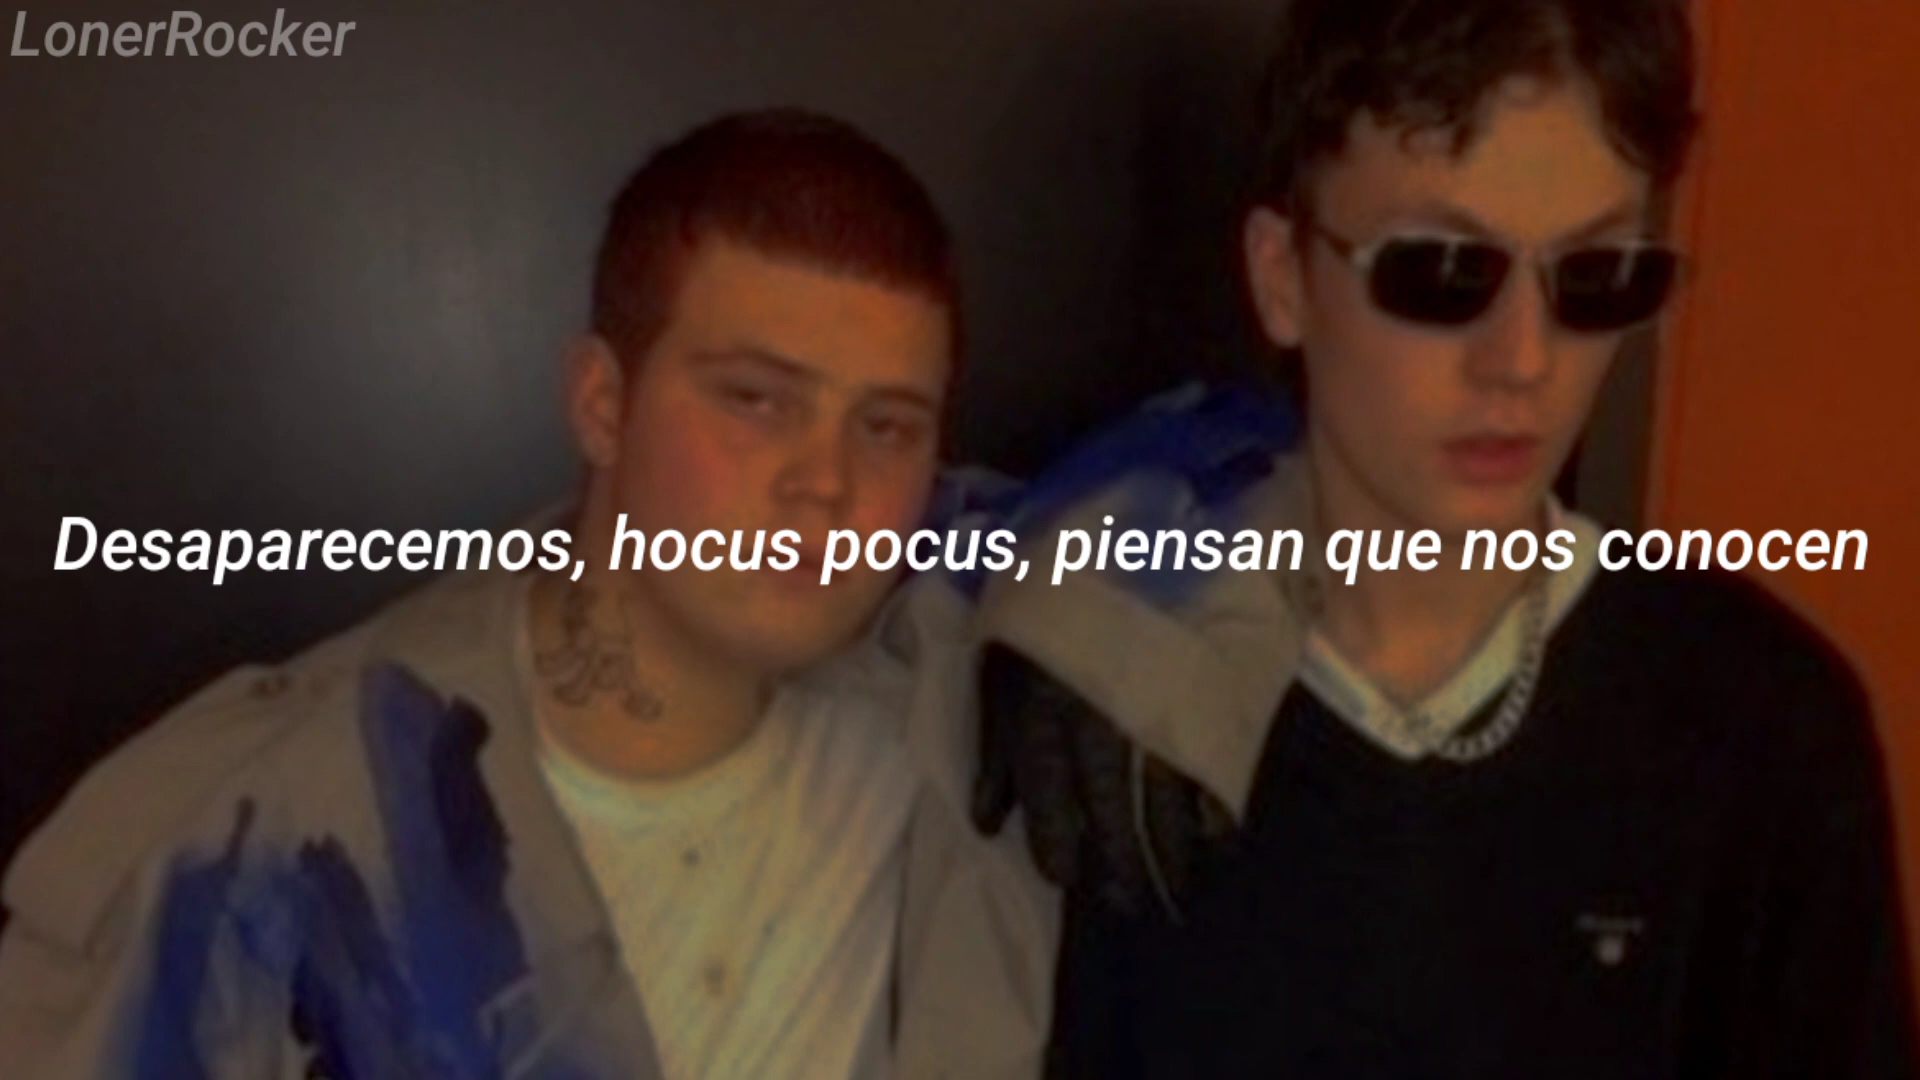 LonerRocker
Desaparecemos, hocus pocus, piensan que nos conocen